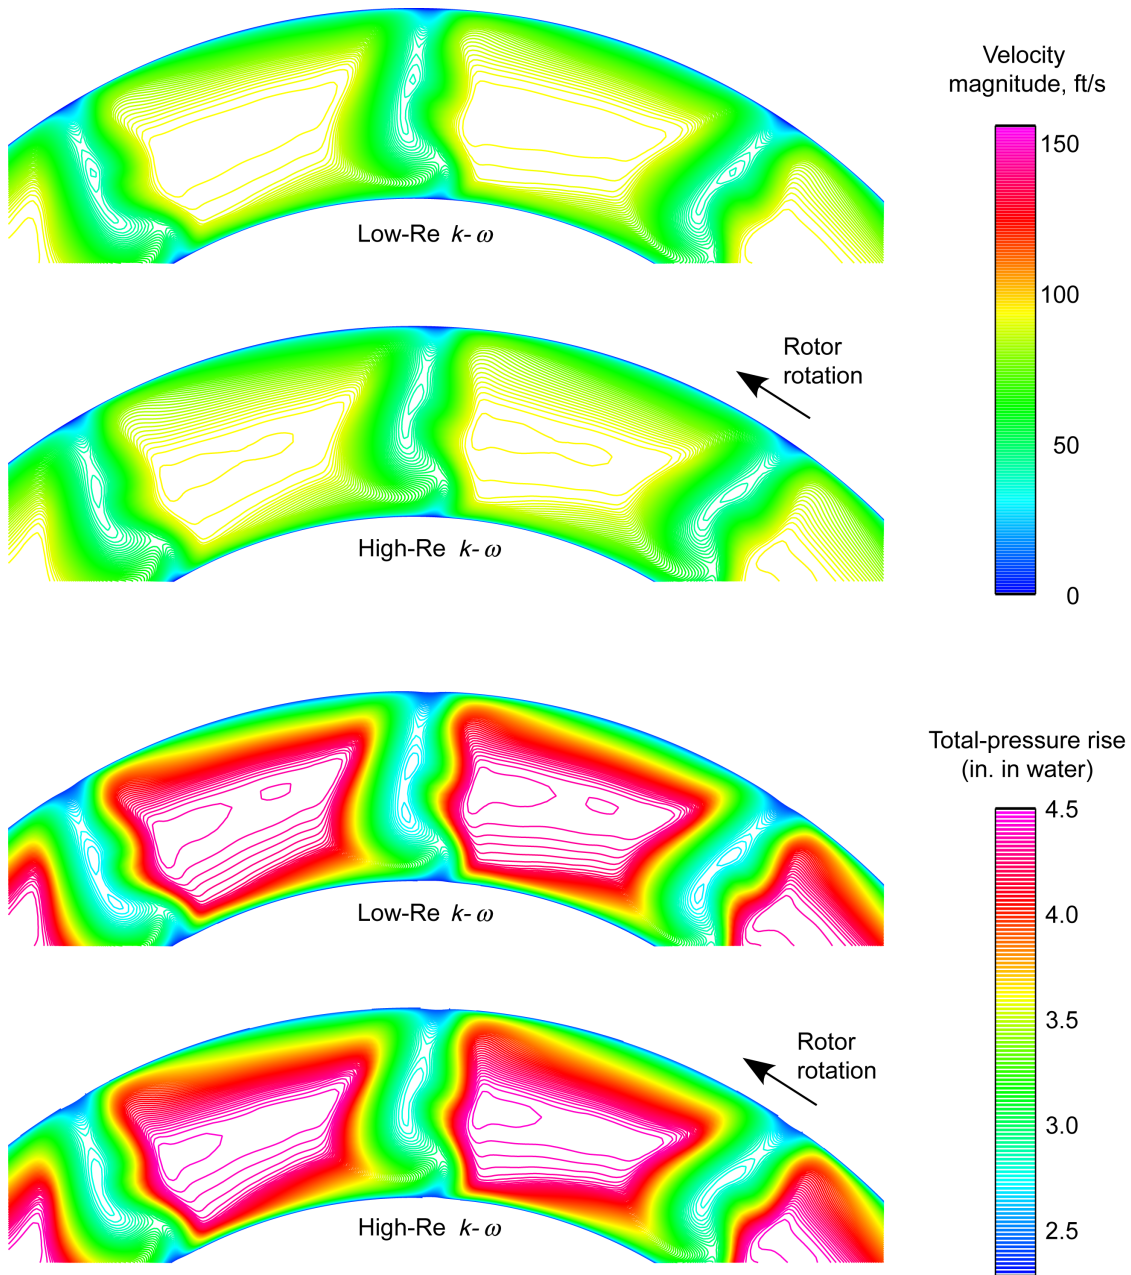 Velocity
magnitude, ft/s
150
100
50
0
Low-Re k-ω
Rotor
rotation
High-Re k-ω
Total-pressure rise
(in. in water)
4.5
4.0
3.5
3.0
2.5
Low-Re k-ω
Rotor
rotation
High-Re k-ω